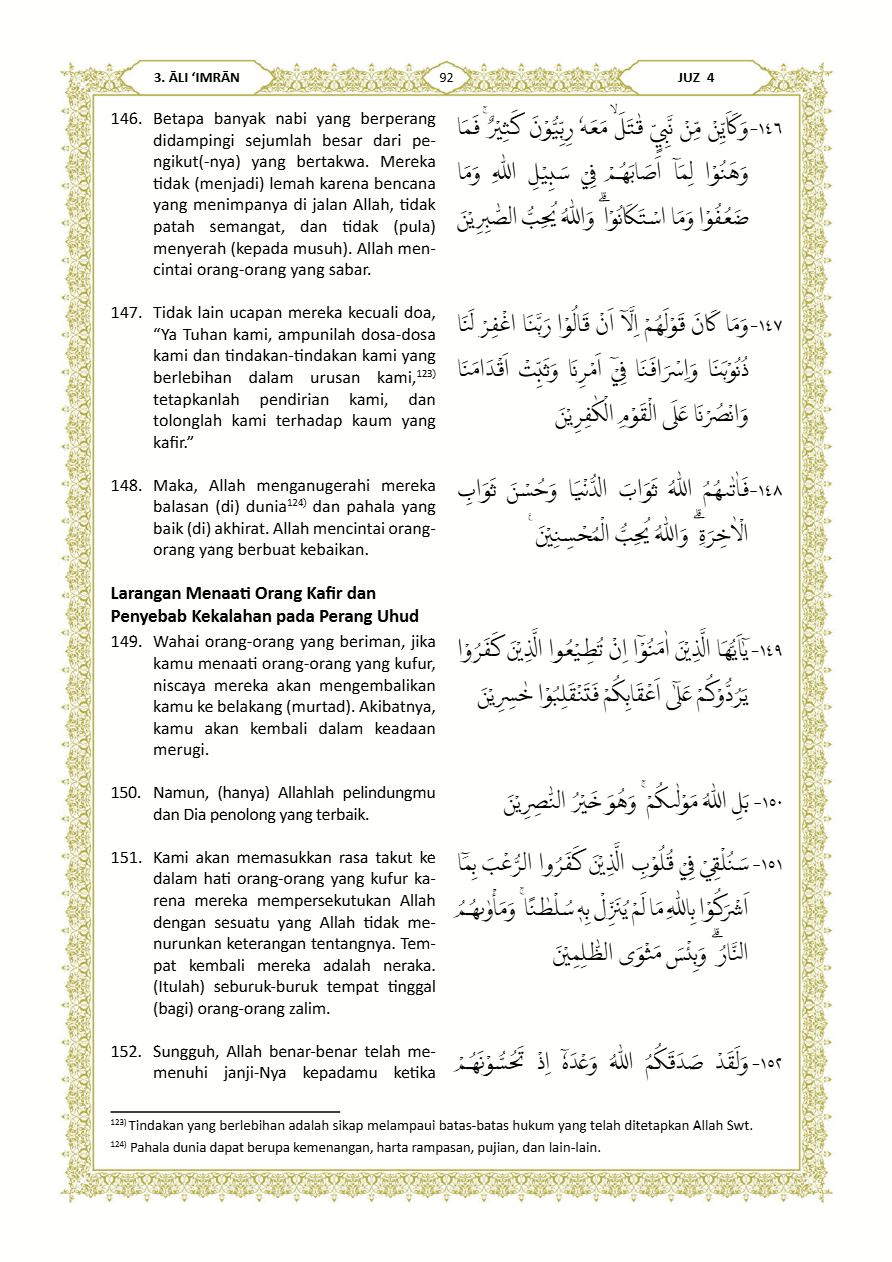 3. ĀLI ‘IMRĀN
92
JUZ 4
146. Betapa banyak nabi yang berperang
didampingi sejumlah besar dari pe-
ngikut(-nya) yang bertakwa. Mereka
tidak (menjadi) lemah karena bencana
yang menimpanya di jalan Allah, tidak
patah semangat, dan tidak (pula)
menyerah (kepada musuh). Allah men-
cintai orang-orang yang sabar.
١٤٦- وَكَاَيِّنْ مِّنْ نَّبِيٍّ قٰتَلَۙ مَعَهٗ رِبِّيُّوْنَ كَثِيْرٌۚ فَمَا
وَهَنُوْا لِمَآ اَصَابَهُمْ فِيْ سَبِيْلِ اللّٰهِ وَمَا
ضَعُفُوْا وَمَا اسْتَكَانُوْاۗ وَاللّٰهُ يُحِبُّ الصّٰبِرِيْنَ
147. Tidak lain ucapan mereka kecuali doa,
“Ya Tuhan kami, ampunilah dosa-dosa
kami dan tindakan-tindakan kami yang
berlebihan dalam urusan kami,123)
tetapkanlah pendirian kami, dan
tolonglah kami terhadap kaum yang
kafir.”
١٤٧- وَمَا كَانَ قَوْلَهُمْ اِلَّآ اَنْ قَالُوْا رَبَّنَا اغْفِرْ لَنَا
ذُنُوْبَنَا وَاِسْرَافَنَا فِيْٓ اَمْرِنَا وَثَبِّتْ اَقْدَامَنَا
وَانْصُرْنَا عَلَى الْقَوْمِ الْكٰفِرِيْنَ
148. Maka, Allah menganugerahi mereka
balasan (di) dunia124) dan pahala yang
baik (di) akhirat. Allah mencintai orang-
orang yang berbuat kebaikan.
١٤٨- فَاٰتٰىهُمُ اللّٰهُ ثَوَابَ الدُّنْيَا وَحُسْنَ ثَوَابِ
الْاٰخِرَةِۗ وَاللّٰهُ يُحِبُّ الْمُحْسِنِيْنَ ࣖ
Larangan Menaati Orang Kafir dan
Penyebab Kekalahan pada Perang Uhud
149. Wahai orang-orang yang beriman, jika
kamu menaati orang-orang yang kufur,
niscaya mereka akan mengembalikan
kamu ke belakang (murtad). Akibatnya,
kamu akan kembali dalam keadaan
merugi.
١٤٩- يٰٓاَيُّهَا الَّذِيْنَ اٰمَنُوْٓا اِنْ تُطِيْعُوا الَّذِيْنَ كَفَرُوْا
يَرُدُّوْكُمْ عَلٰٓى اَعْقَابِكُمْ فَتَنْقَلِبُوْا خٰسِرِيْنَ
150. Namun, (hanya) Allahlah pelindungmu
dan Dia penolong yang terbaik.
١٥٠- بَلِ اللّٰهُ مَوْلٰىكُمْۚ وَهُوَ خَيْرُ النّٰصِرِيْنَ
151. Kami akan memasukkan rasa takut ke
dalam hati orang-orang yang kufur ka-
rena mereka mempersekutukan Allah
dengan sesuatu yang Allah tidak me-
nurunkan keterangan tentangnya. Tem-
pat kembali mereka adalah neraka.
(Itulah) seburuk-buruk tempat tinggal
(bagi) orang-orang zalim.
١٥١- سَنُلْقِيْ فِيْ قُلُوْبِ الَّذِيْنَ كَفَرُوا الرُّعْبَ بِمَآ
اَشْرَكُوْا بِاللّٰهِ مَا لَمْ يُنَزِّلْ بِهٖ سُلْطٰنًاۚ وَمَأْوٰىهُمُ
النَّارُۗ وَبِئْسَ مَثْوَى الظّٰلِمِيْنَ
152. Sungguh, Allah benar-benar telah me-
menuhi janji-Nya kepadamu ketika
١٥٢- وَلَقَدْ صَدَقَكُمُ اللّٰهُ وَعْدَهٗٓ اِذْ تَحُسُّوْنَهُمْ
123) Tindakan yang berlebihan adalah sikap melampaui batas-batas hukum yang telah ditetapkan Allah Swt.
124) Pahala dunia dapat berupa kemenangan, harta rampasan, pujian, dan lain-lain.